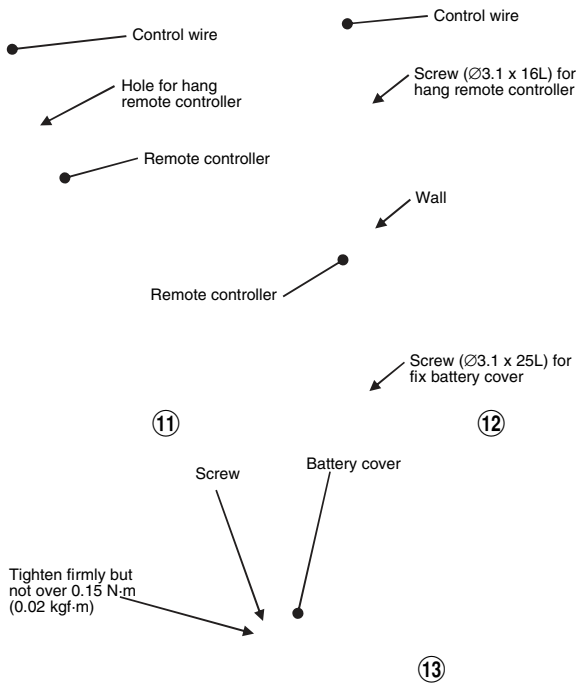 Control wire
Hole for hang
remote controller
Remote controller
⑪
Control wire
Screw (∅3.1 x 16L) for
hang remote controller
Wall
Remote controller
Screw (∅3.1 x 25L) for
fix battery cover
⑫
Screw
Battery cover
Tighten firmly but
not over 0.15 N·m
(0.02 kgf·m)
⑬